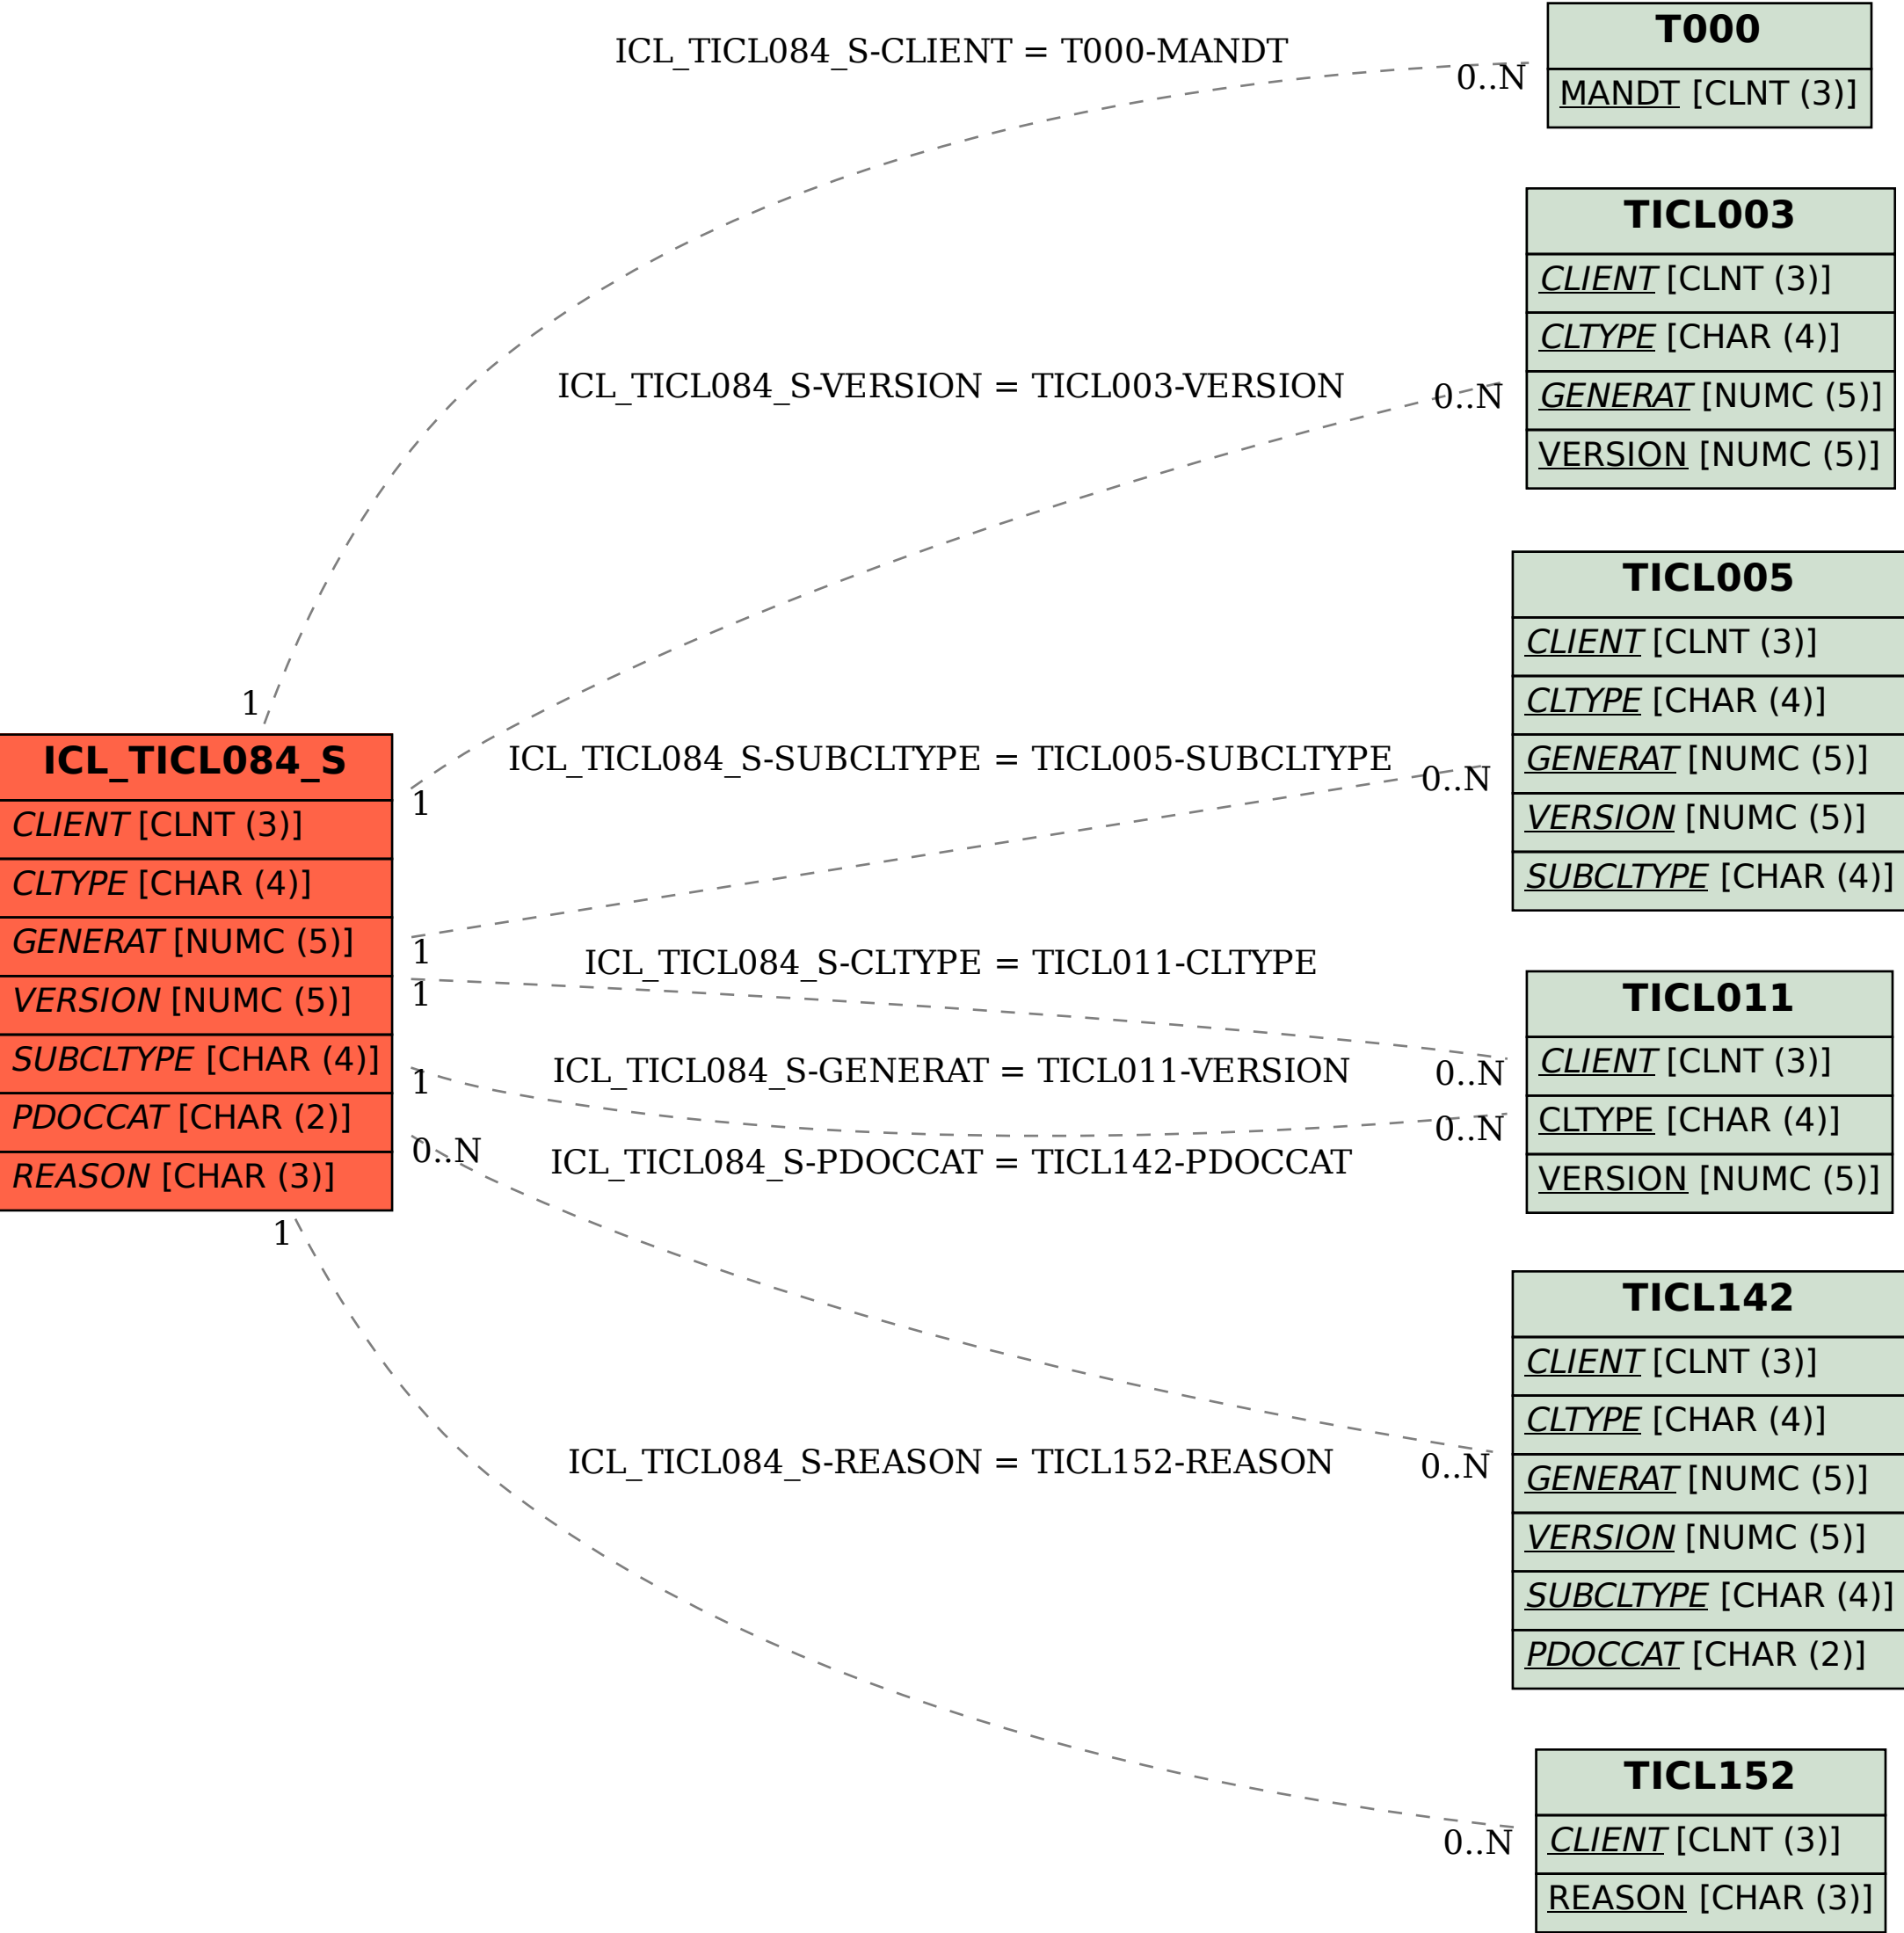 ICL_TICL084_S-CLIENT = T000-MANDT
0..N
T000
MANDT [CLNT (3)]
TICL003
CLIENT [CLNT (3)]
CLTYPE [CHAR (4)]
GENERAT [NUMC (5)]
VERSION [NUMC (5)]
ICL_TICL084_S-VERSION = TICL003-VERSION
0..N
TICL005
CLIENT [CLNT (3)]
CLTYPE [CHAR (4)]
GENERAT [NUMC (5)]
VERSION [NUMC (5)]
SUBCLTYPE [CHAR (4)]
1
ICL_TICL084_S
CLIENT [CLNT (3)]
CLTYPE [CHAR (4)]
GENERAT [NUMC (5)]
VERSION [NUMC (5)]
SUBCLTYPE [CHAR (4)]
PDOCCAT [CHAR (2)]
REASON [CHAR (3)]
1
ICL_TICL084_S-SUBCLTYPE = TICL005-SUBCLTYPE
0..N
1
ICL_TICL084_S-CLTYPE = TICL011-CLTYPE
1
0..N
ICL_TICL084_S-GENERAT = TICL011-VERSION
1
0..N
TICL011
CLIENT [CLNT (3)]
CLTYPE [CHAR (4)]
VERSION [NUMC (5)]
0..N
ICL_TICL084_S-PDOCCAT = TICL142-PDOCCAT
1
0..N
TICL142
CLIENT [CLNT (3)]
CLTYPE [CHAR (4)]
GENERAT [NUMC (5)]
VERSION [NUMC (5)]
SUBCLTYPE [CHAR (4)]
PDOCCAT [CHAR (2)]
ICL_TICL084_S-REASON = TICL152-REASON
0..N
TICL152
CLIENT [CLNT (3)]
REASON [CHAR (3)]